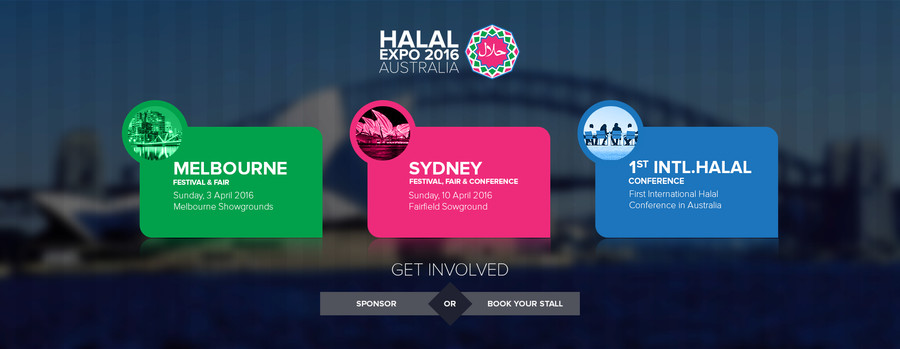 HALAL
EXPO 2016
AUSTRALIA
حلال
MELBOURNE
FESTIVAL & FAIR
Sunday, 3 April 2016
Melbourne Showgrounds
SYDNEY
FESTIVAL, FAIR & CONFERENCE
Sunday, 10 April 2016
Fairfield Sowground
1ST INTL.HALAL
CONFERENCE
First International Halal
Conference in Australia
GET INVOLVED
SPONSOR OR BOOK YOUR STALL